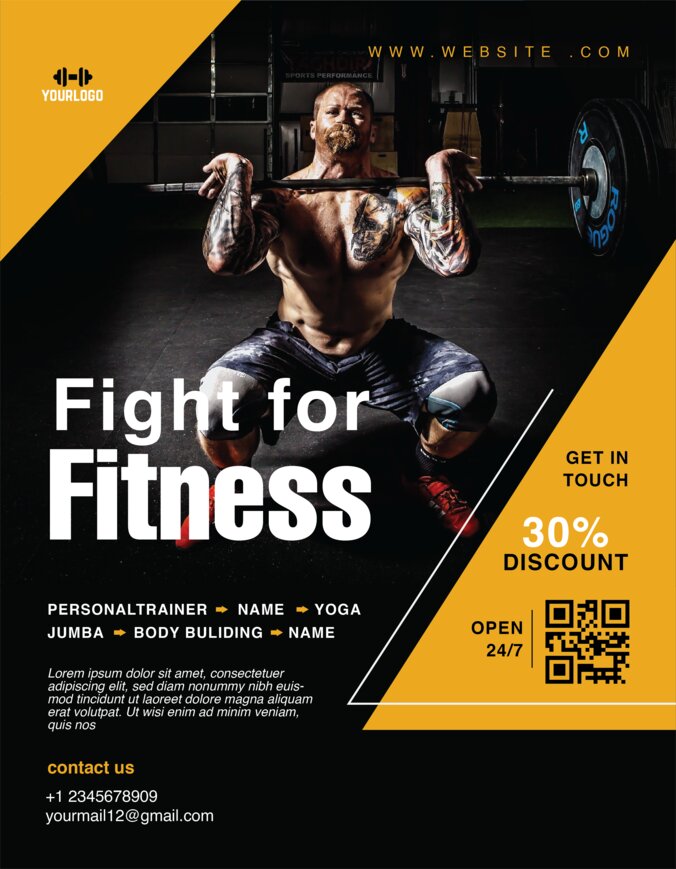 WWW.WEBSITE .COM
YOURLOGO
SPORTS PERFORMANCE
ROGUE
Fight for
Fitness
GET IN
TOUCH
30%
DISCOUNT
OPEN
24/7
PERSONALTRAINER ➨ NAME ➨ YOGA
JUMBA ➨ BODY BULIDING ➨ NAME
Lorem ipsum dolor sit amet, consectetuer
adipiscing elit, sed diam nonummy nibh euis-
mod tincidunt ut laoreet dolore magna aliquam
erat volutpat. Ut wisi enim ad minim veniam,
quis nos
contact us
+1 2345678909
yourmail12@gmail.com